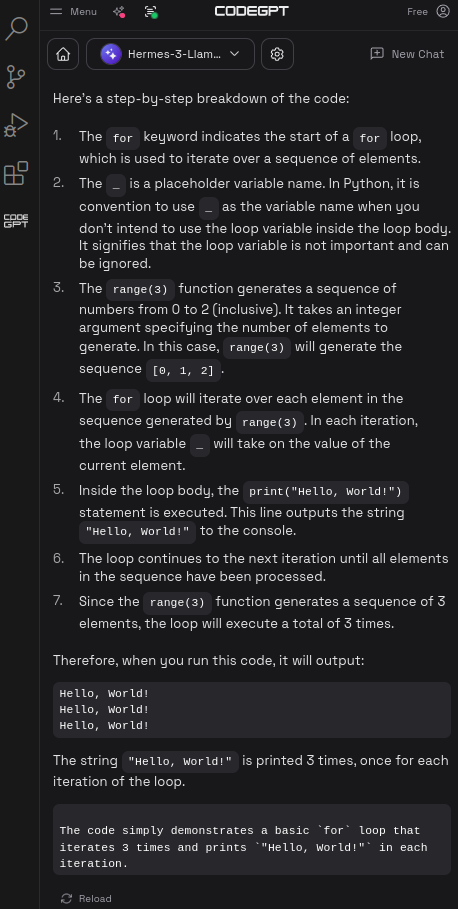 Menu CODEGPT Free
Hermes-3-Llam... New Chat
CODE
GPT
Here's a step-by-step breakdown of the code:
1. The for keyword indicates the start of a for loop,
which is used to iterate over a sequence of elements.
2. The _ is a placeholder variable name. In Python, it is
convention to use _ as the variable name when you
don't intend to use the loop variable inside the loop body.
It signifies that the loop variable is not important and can
be ignored.
3. The range(3) function generates a sequence of
numbers from 0 to 2 (inclusive). It takes an integer
argument specifying the number of elements to
generate. In this case, range(3) will generate the
sequence [0, 1, 2].
4. The for loop will iterate over each element in the
sequence generated by range(3). In each iteration,
the loop variable _ will take on the value of the
current element.
5. Inside the loop body, the print("Hello, World!")
statement is executed. This line outputs the string
"Hello, World!" to the console.
6. The loop continues to the next iteration until all elements
in the sequence have been processed.
7. Since the range(3) function generates a sequence of 3
elements, the loop will execute a total of 3 times.
Therefore, when you run this code, it will output:
Hello, World!
Hello, World!
Hello, World!
The string "Hello, World!" is printed 3 times, once for each
iteration of the loop.
The code simply demonstrates a basic `for` loop that
iterates 3 times and prints `"Hello, World!"` in each
iteration.
Reload